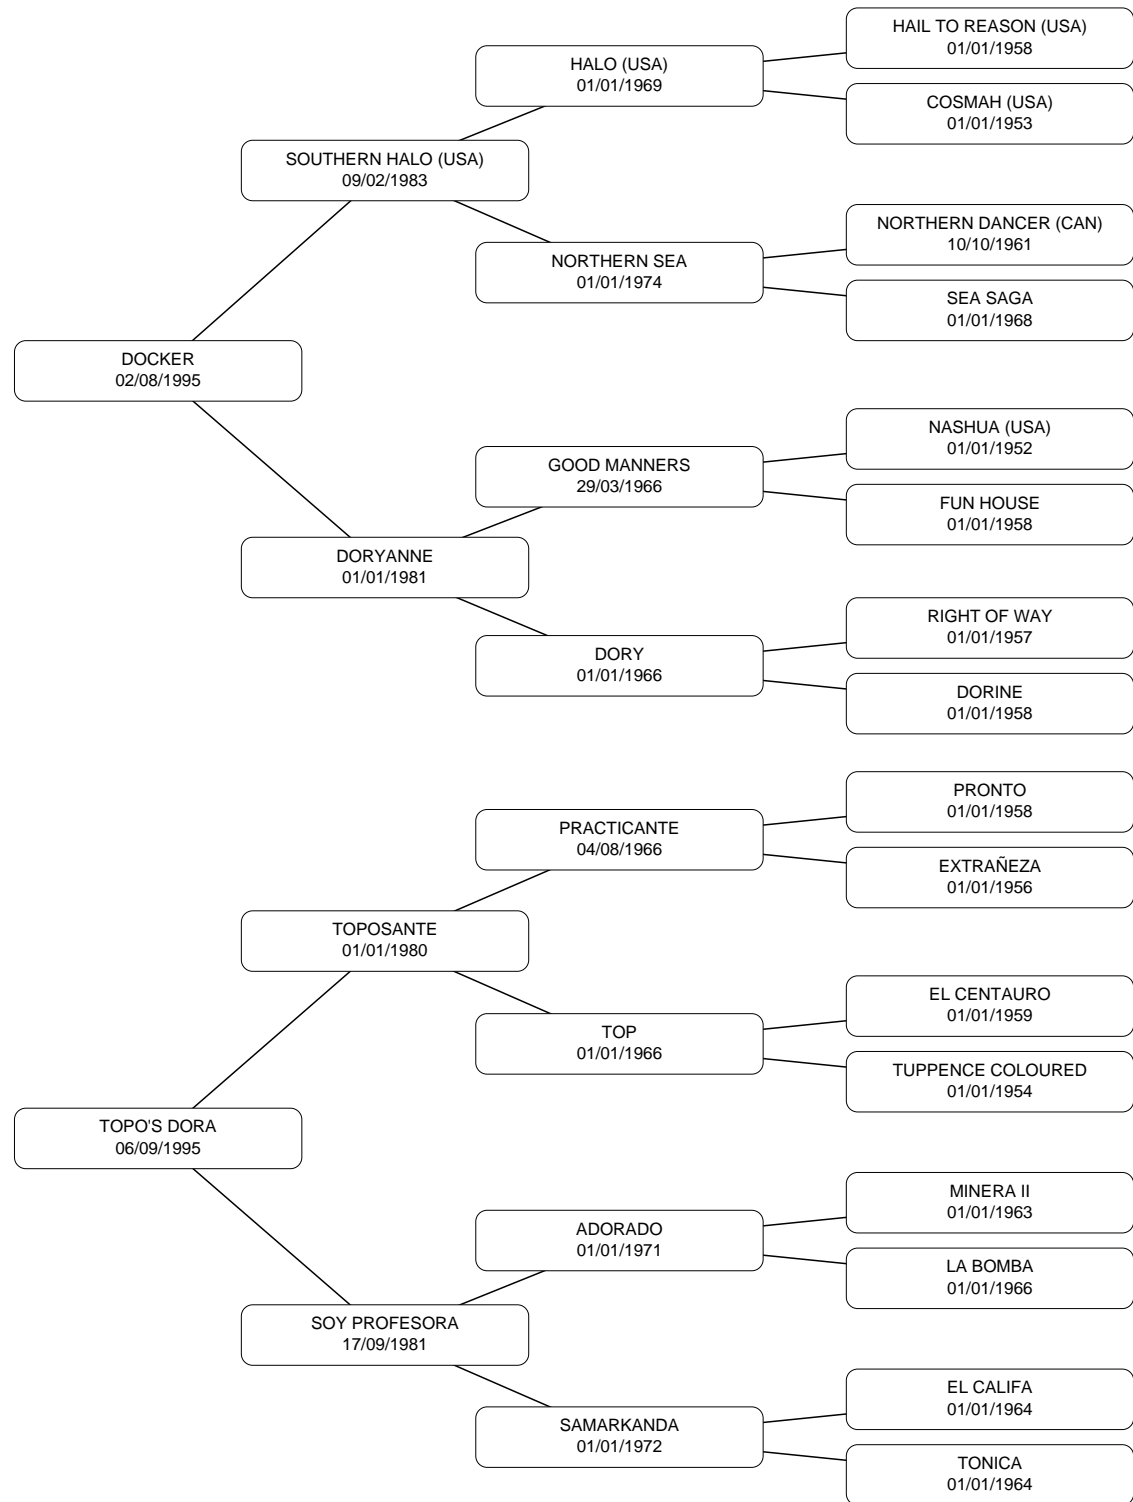 HAIL TO REASON (USA)
01/01/1958
HALO (USA)
01/01/1969
COSMAH (USA)
01/01/1953
SOUTHERN HALO (USA)
09/02/1983
NORTHERN DANCER (CAN)
10/10/1961
NORTHERN SEA
01/01/1974
SEA SAGA
01/01/1968
DOCKER
02/08/1995
NASHUA (USA)
01/01/1952
GOOD MANNERS
29/03/1966
FUN HOUSE
01/01/1958
DORYANNE
01/01/1981
RIGHT OF WAY
01/01/1957
DORY
01/01/1966
DORINE
01/01/1958
PRONTO
01/01/1958
PRACTICANTE
04/08/1966
EXTRAÑEZA
01/01/1956
TOPOSANTE
01/01/1980
EL CENTAURO
01/01/1959
TOP
01/01/1966
TUPPENCE COLOURED
01/01/1954
TOPO'S DORA
06/09/1995
MINERA II
01/01/1963
ADORADO
01/01/1971
LA BOMBA
01/01/1966
SOY PROFESORA
17/09/1981
EL CALIFA
01/01/1964
SAMARKANDA
01/01/1972
TONICA
01/01/1964